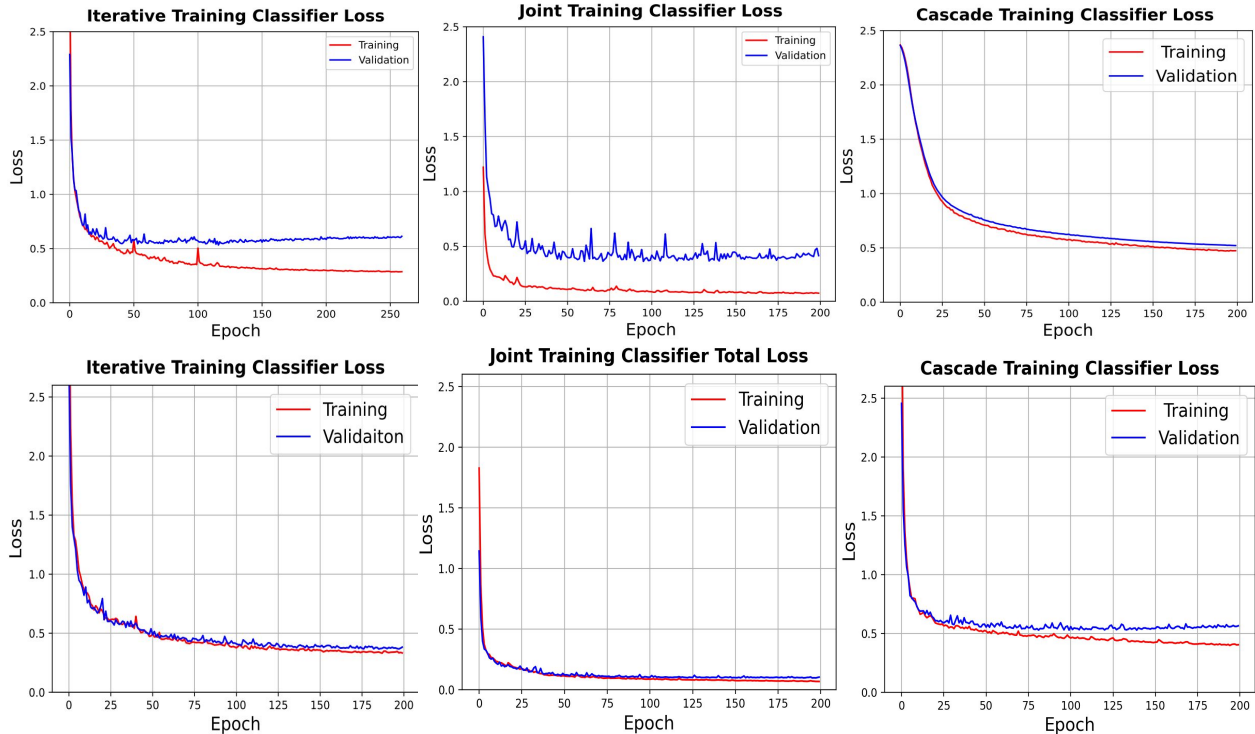 Iterative Training Classifier Loss
2.5
2.0
1.5
1.0
0.5
0.0
Loss
0
50
100
150
200
250
Epoch
Training
Validation
Joint Training Classifier Loss
2.5
2.0
1.5
1.0
0.5
0.0
Loss
0
25
50
75
100
125
150
175
200
Epoch
Training
Validation
Cascade Training Classifier Loss
2.5
2.0
1.5
1.0
0.5
0.0
Loss
0
25
50
75
100
125
150
175
200
Epoch
Training
Validation
Iterative Training Classifier Loss
2.5
2.0
1.5
1.0
0.5
0.0
Loss
0
25
50
75
100
125
150
175
200
Epoch
Training
Validaiton
Joint Training Classifier Total Loss
2.5
2.0
1.5
1.0
0.5
0.0
Loss
0
25
50
75
100
125
150
175
200
Epoch
Training
Validation
Cascade Training Classifier Loss
2.5
2.0
1.5
1.0
0.5
0.0
Loss
0
25
50
75
100
125
150
175
200
Epoch
Training
Validation